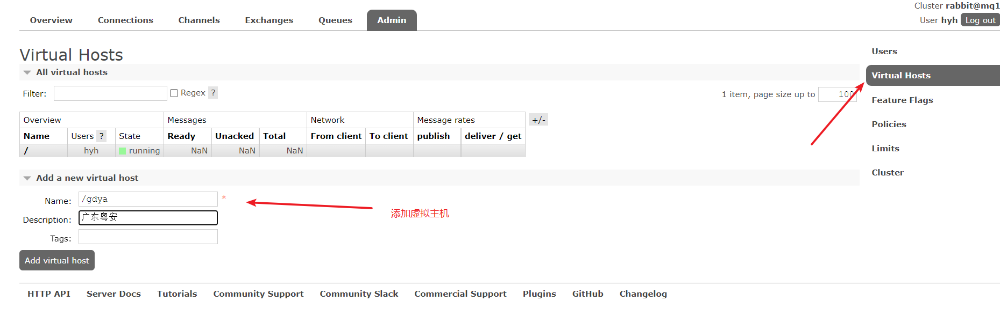 Cluster rabbit@mq1
Overview Connections Channels Exchanges Queues Admin
User hyh Log out
Virtual Hosts
All virtual hosts
Filter: Regex ?
1 item, page size up to 100
Overview Messages Network Message rates +/-
Name Users ? State Ready Unacked Total From client To client publish deliver / get
/ hyh running NaN NaN NaN
Add a new virtual host
Name: /gdya *
Description: 广东粤安
Tags:
添加虚拟主机
Add virtual host
Users
Virtual Hosts
Feature Flags
Policies
Limits
Cluster
HTTP API Server Docs Tutorials Community Support Community Slack Commercial Support Plugins GitHub Changelog